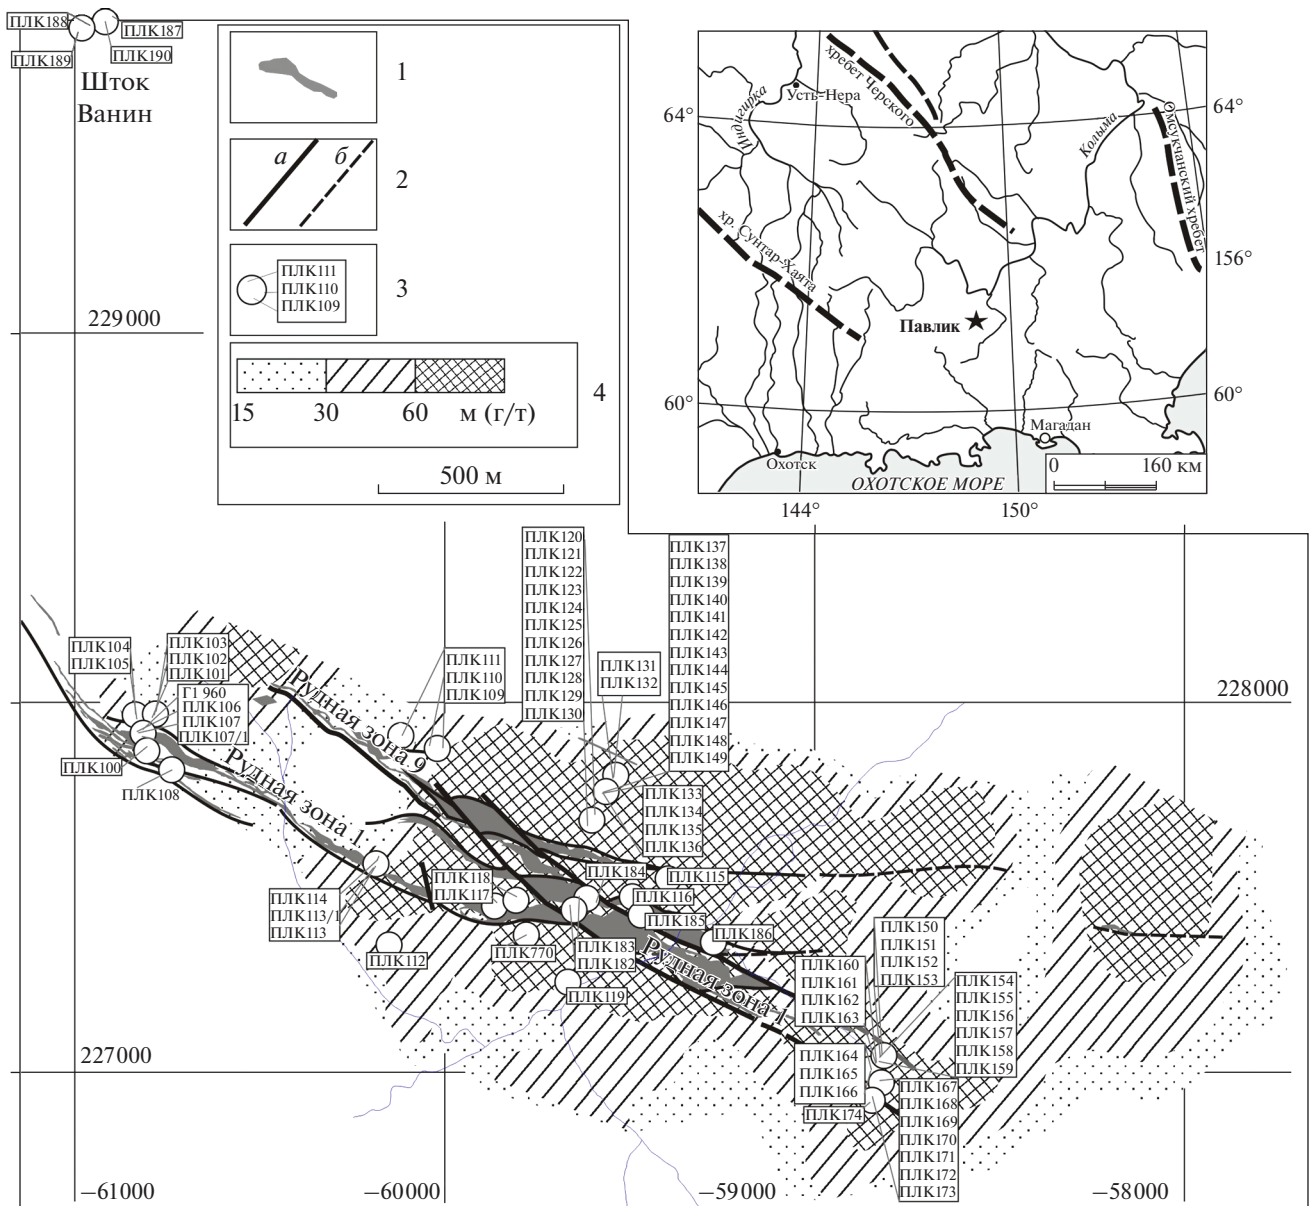 ПЛК188
ПЛК187
ПЛК189
ПЛК190
Шток
Ванин
1
а
б
2
ПЛК111
ПЛК110
ПЛК109
3
15
30
60
м (г/т)
4
500 м
229000
хребет Черского
Усть-Нера
Индигирка
Колыма
Омсукчанский хребет
64°
64°
хр. Сунтар-Хаята
156°
Павлик
60°
60°
Магадан
Охотск
ОХОТСКОЕ МОРЕ
0
160 км
144°
150°
ПЛК120
ПЛК121
ПЛК122
ПЛК123
ПЛК124
ПЛК125
ПЛК126
ПЛК127
ПЛК128
ПЛК129
ПЛК130
ПЛК137
ПЛК138
ПЛК139
ПЛК140
ПЛК141
ПЛК142
ПЛК143
ПЛК144
ПЛК145
ПЛК146
ПЛК147
ПЛК148
ПЛК149
ПЛК131
ПЛК132
ПЛК104
ПЛК105
ПЛК103
ПЛК102
ПЛК101
Г1 960
ПЛК106
ПЛК107
ПЛК107/1
ПЛК111
ПЛК110
ПЛК109
228000
Рудная зона 9
Рудная зона 1
ПЛК100
ПЛК108
ПЛК133
ПЛК134
ПЛК135
ПЛК136
ПЛК118
ПЛК117
ПЛК184
ПЛК115
ПЛК116
ПЛК185
ПЛК186
ПЛК114
ПЛК113/1
ПЛК113
ПЛК112
ПЛК770
ПЛК183
ПЛК182
ПЛК119
Рудная зона 1
ПЛК150
ПЛК151
ПЛК152
ПЛК153
ПЛК160
ПЛК161
ПЛК162
ПЛК163
ПЛК154
ПЛК155
ПЛК156
ПЛК157
ПЛК158
ПЛК159
227000
ПЛК164
ПЛК165
ПЛК166
ПЛК174
ПЛК167
ПЛК168
ПЛК169
ПЛК170
ПЛК171
ПЛК172
ПЛК173
–61000
–60000
–59000
–58000